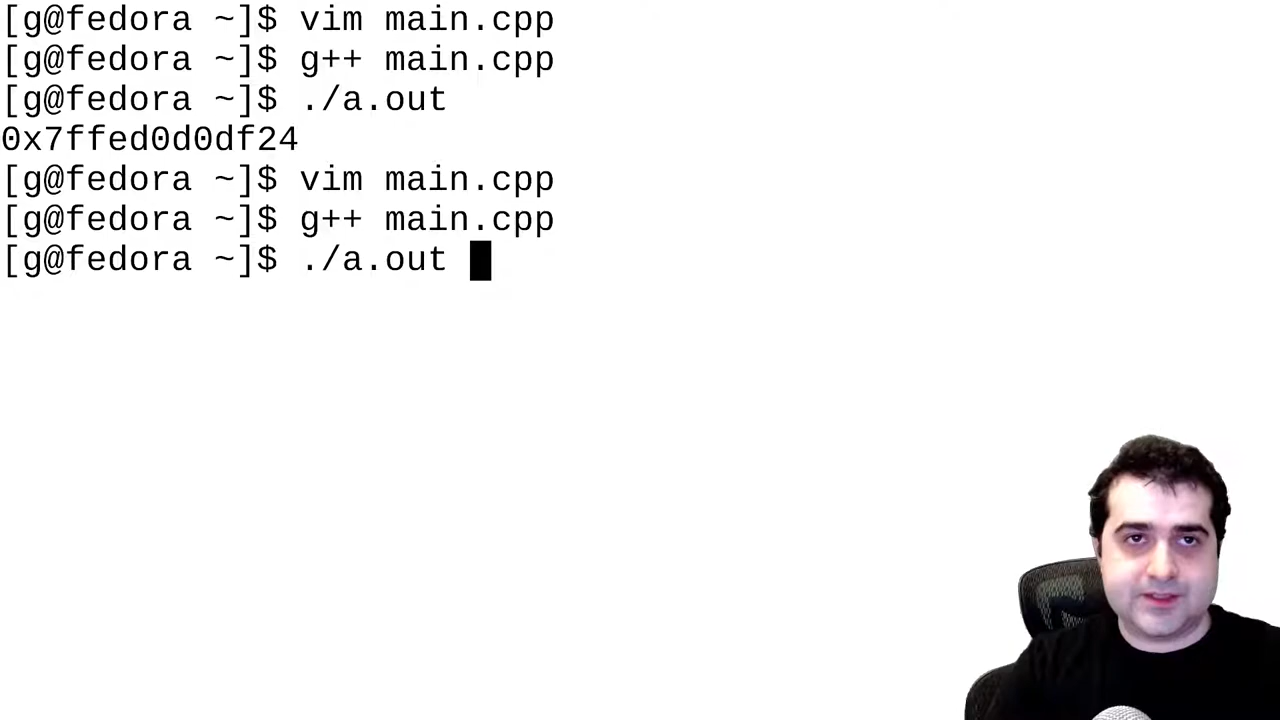 [g@fedora ~]$ vim main.cpp
[g@fedora ~]$ g++ main.cpp
[g@fedora ~]$ ./a.out
0x7ffed0d0df24
[g@fedora ~]$ vim main.cpp
[g@fedora ~]$ g++ main.cpp
[g@fedora ~]$ ./a.out